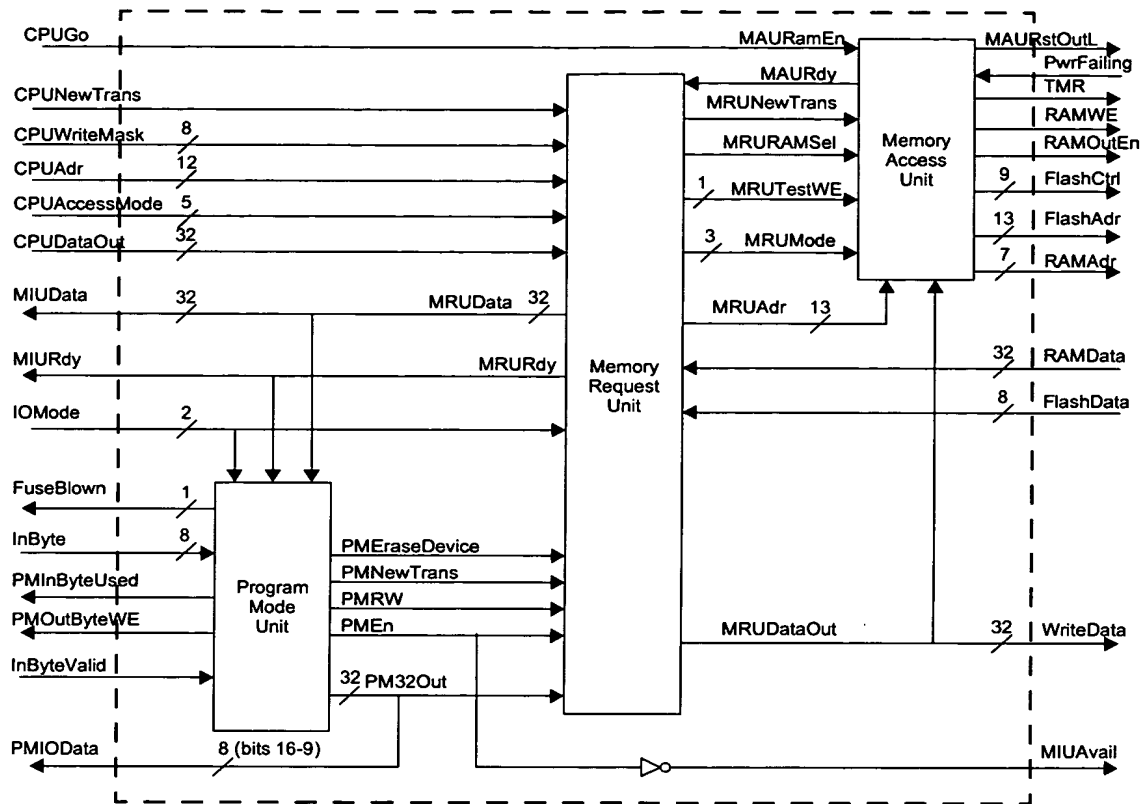 CPUGo
MAURamEn
MAURstOutL
PwrFailing
MAURdy
TMR
CPUNewTrans
MRUNewTrans
RAMWE
CPUWriteMask
8
MRURAMSel
Memory
Access
Unit
RAMOutEn
CPUAdr
12
1
MRUTestWE
9
FlashCtrl
CPUAccessMode
5
13
FlashAdr
CPUDataOut
32
3
MRUMode
7
RAMAdr
MIUData
32
MRUData
32
MRUAdr
13
MIURdy
MRURdy
Memory
Request
Unit
32
RAMData
IOMode
2
8
FlashData
FuseBlown
1
InByte
8
PMEraseDevice
PMInByteUsed
PMNewTrans
Program
Mode
Unit
PMRW
PMOutByteWE
PMEn
MRUDataOut
32
WriteData
InByteValid
32
PM32Out
PMIOData
8 (bits 16-9)
MIUAvail